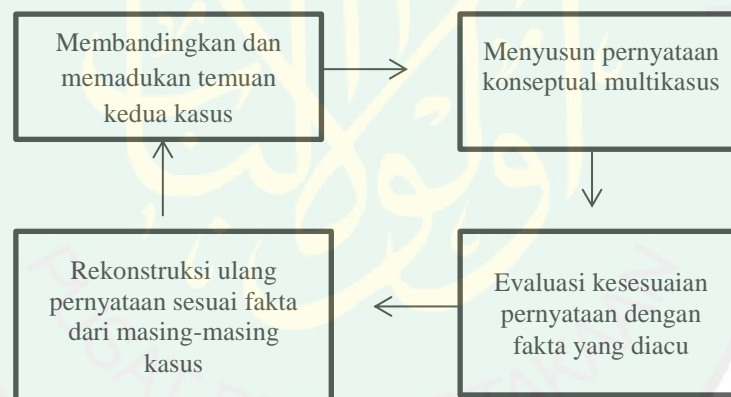 Membandingkan dan
memadukan temuan
kedua kasus
Menyusun pernyataan
konseptual multikasus
Evaluasi kesesuaian
pernyataan dengan
fakta yang diacu
Rekonstruksi ulang
pernyataan sesuai fakta
dari masing-masing
kasus